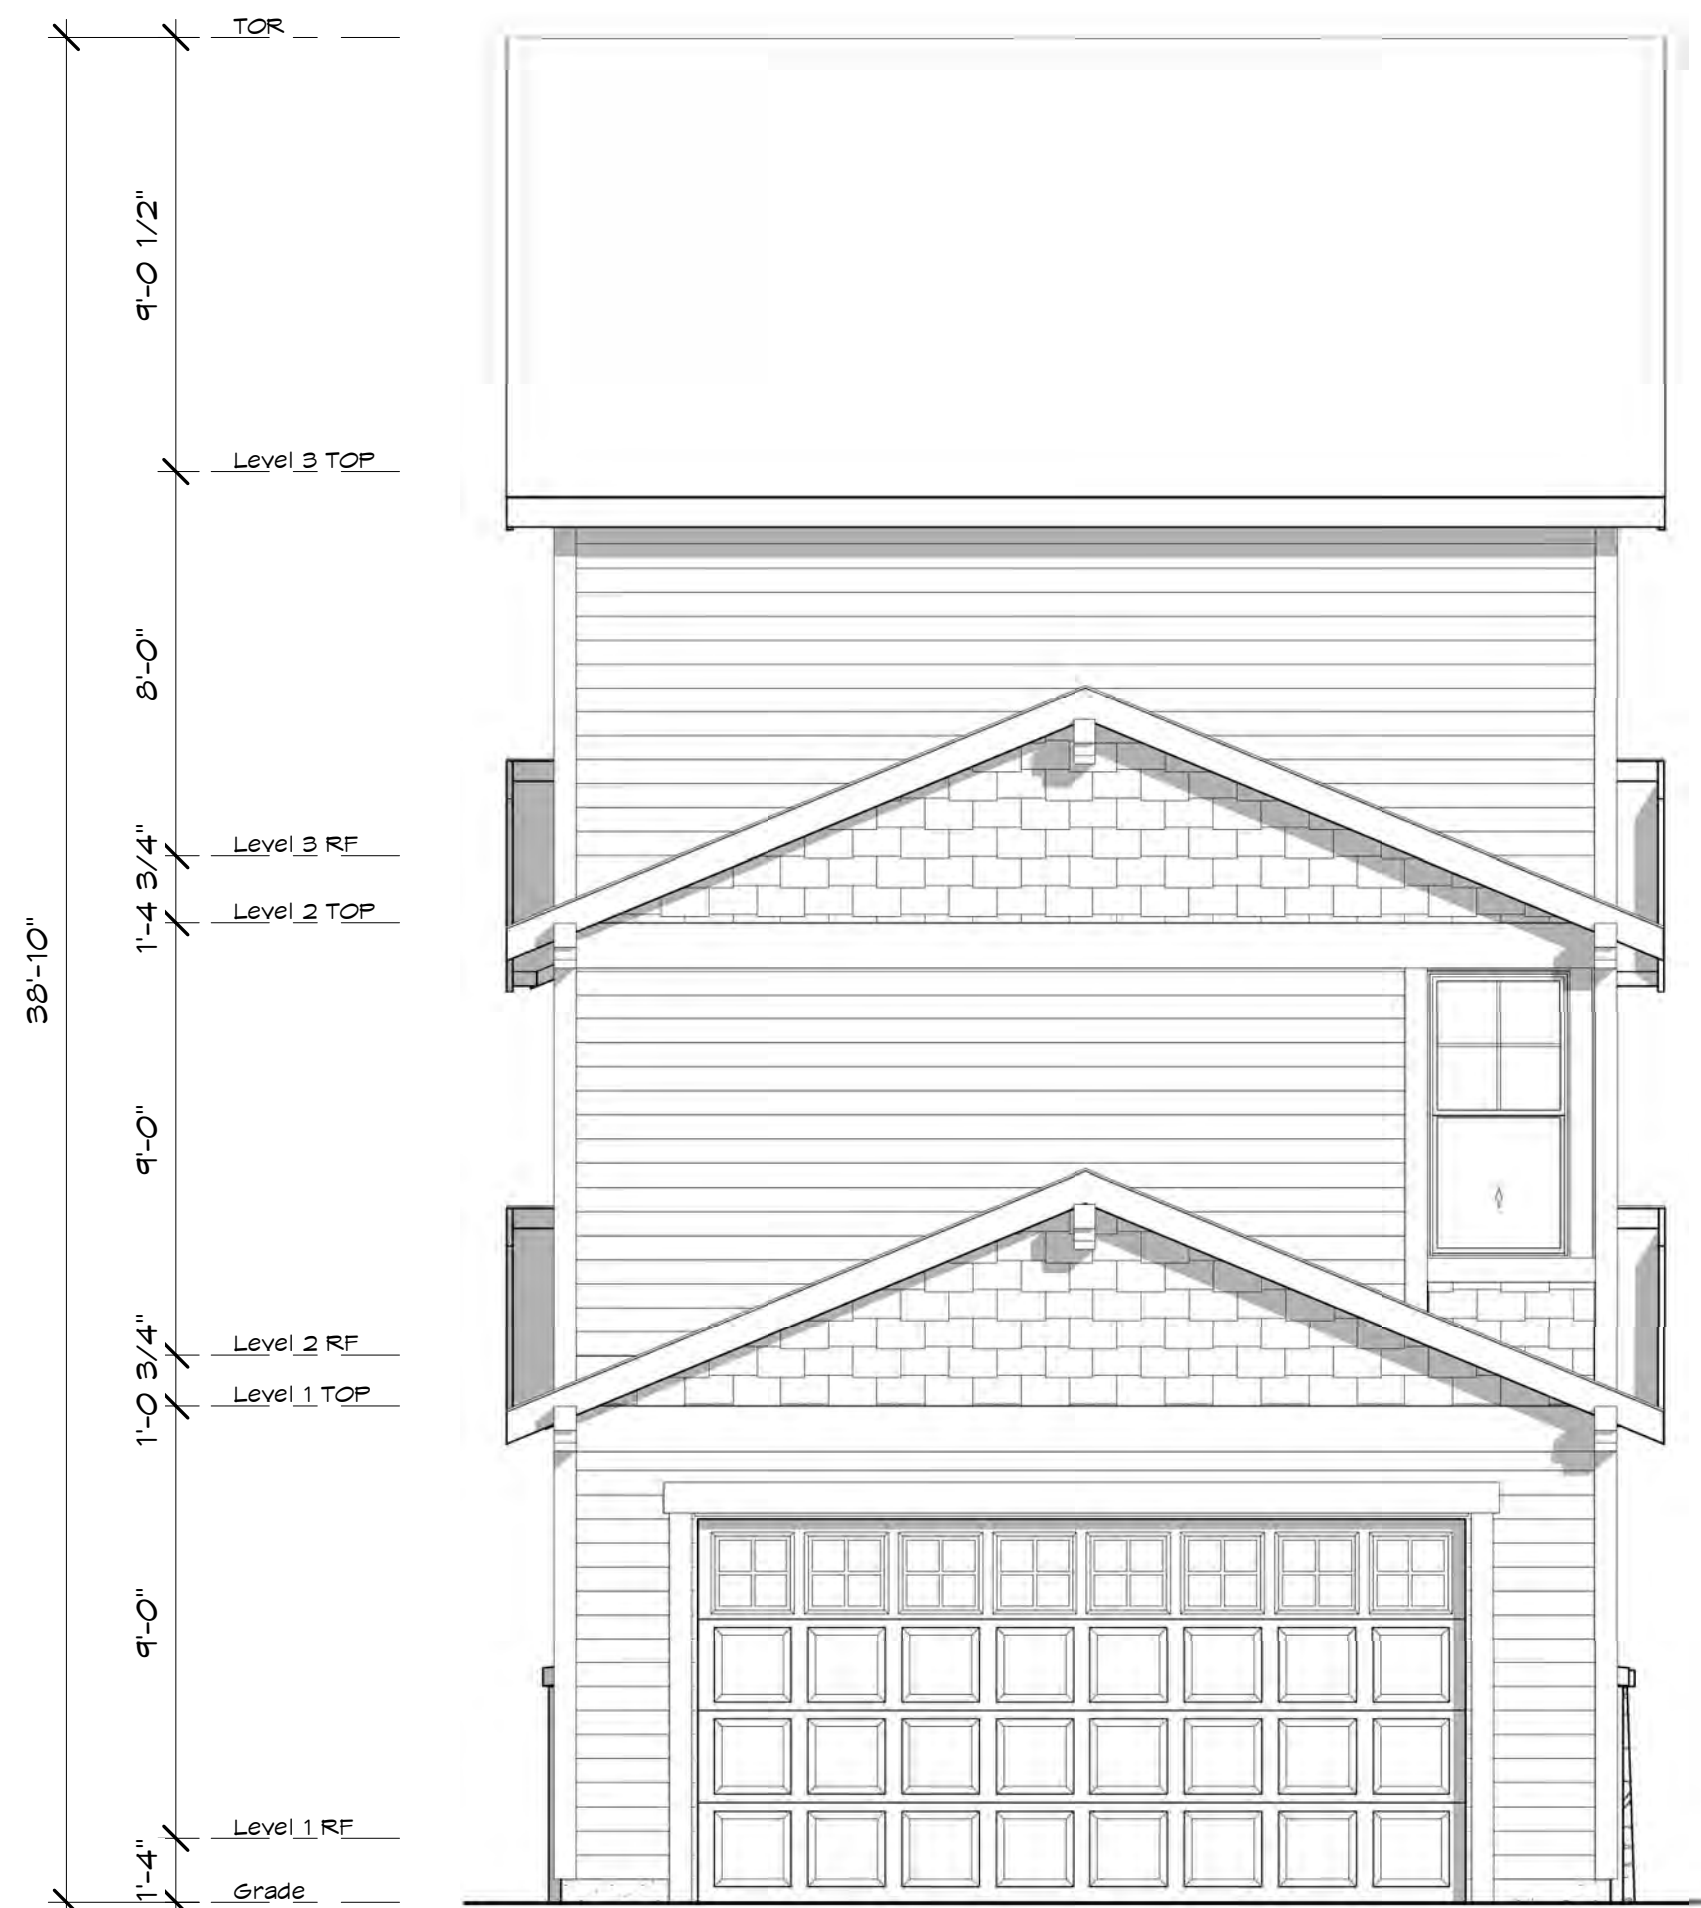 TOR
9'-0 1/2"
Level 3 TOP
8'-0"
Level 3 RF
1'-4 3/4"
Level 2 TOP
38'-10"
9'-0"
Level 2 RF
1'-0 3/4"
Level 1 TOP
9'-0"
Level 1 RF
1'-4"
Grade